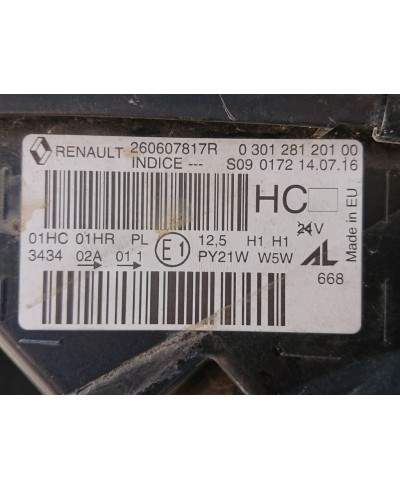 RENAULT 260607817R 0 301 281 201 00
INDICE --- S09 0172 14.07.16
HC
01HC 01HR PL E1 12,5 H1 H1 24V
3434 02A 01 1 PY21W W5W AL
668
Made in EU